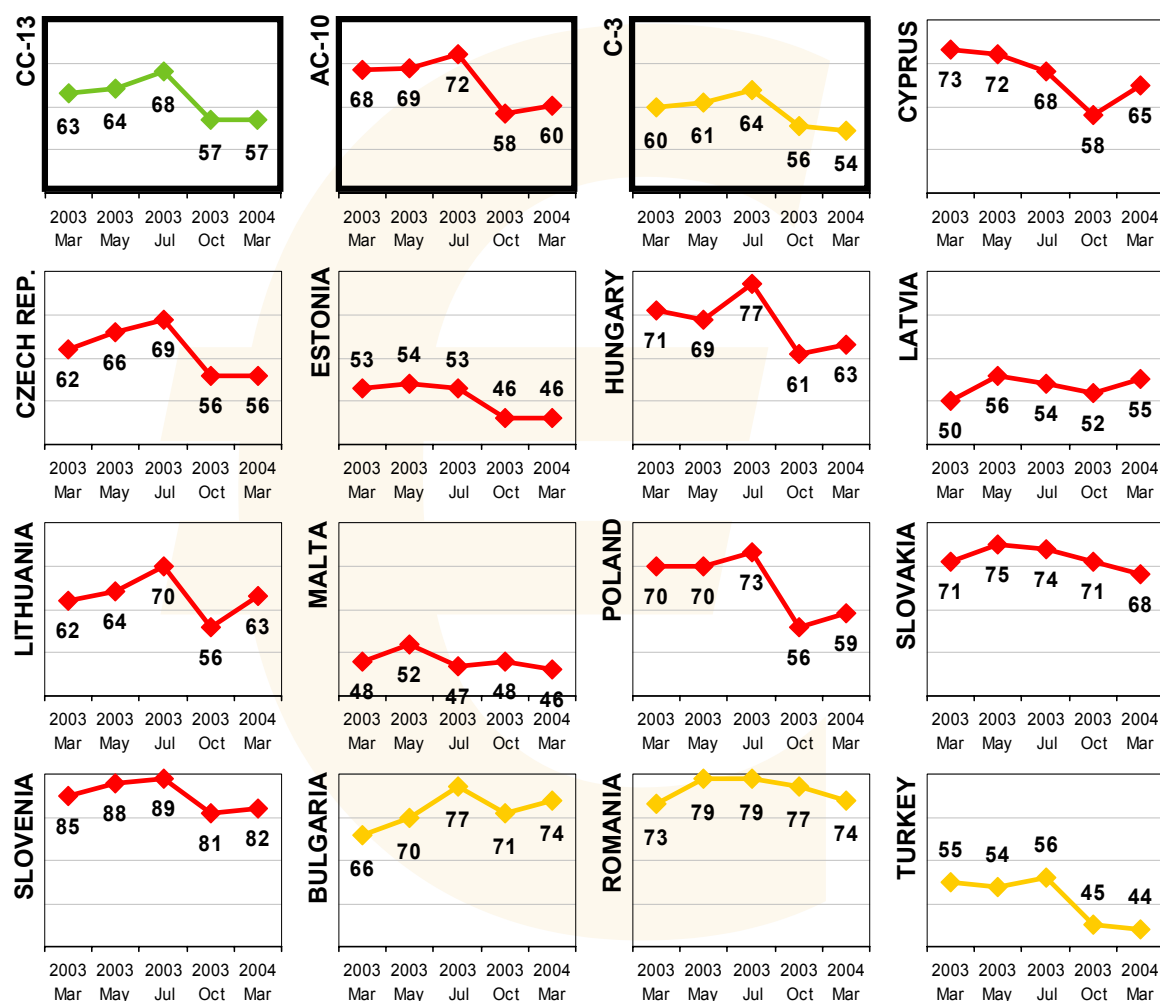 CC-13
63 64 68 57 57
2003 2003 2003 2003 2004
Mar May Jul Oct Mar
AC-10
68 69 72 58 60
2003 2003 2003 2003 2004
Mar May Jul Oct Mar
C-3
60 61 64 56 54
2003 2003 2003 2003 2004
Mar May Jul Oct Mar
CYPRUS
73 72 68 58 65
2003 2003 2003 2003 2004
Mar May Jul Oct Mar
CZECH REP.
62 66 69 56 56
2003 2003 2003 2003 2004
Mar May Jul Oct Mar
ESTONIA
53 54 53 46 46
2003 2003 2003 2003 2004
Mar May Jul Oct Mar
HUNGARY
71 69 77 61 63
2003 2003 2003 2003 2004
Mar May Jul Oct Mar
LATVIA
50 56 54 52 55
2003 2003 2003 2003 2004
Mar May Jul Oct Mar
LITHUANIA
62 64 70 56 63
2003 2003 2003 2003 2004
Mar May Jul Oct Mar
MALTA
48 52 47 48 46
2003 2003 2003 2003 2004
Mar May Jul Oct Mar
POLAND
70 70 73 56 59
2003 2003 2003 2003 2004
Mar May Jul Oct Mar
SLOVAKIA
71 75 74 71 68
2003 2003 2003 2003 2004
Mar May Jul Oct Mar
SLOVENIA
85 88 89 81 82
2003 2003 2003 2003 2004
Mar May Jul Oct Mar
BULGARIA
66 70 77 71 74
2003 2003 2003 2003 2004
Mar May Jul Oct Mar
ROMANIA
73 79 79 77 74
2003 2003 2003 2003 2004
Mar May Jul Oct Mar
TURKEY
55 54 56 45 44
2003 2003 2003 2003 2004
Mar May Jul Oct Mar